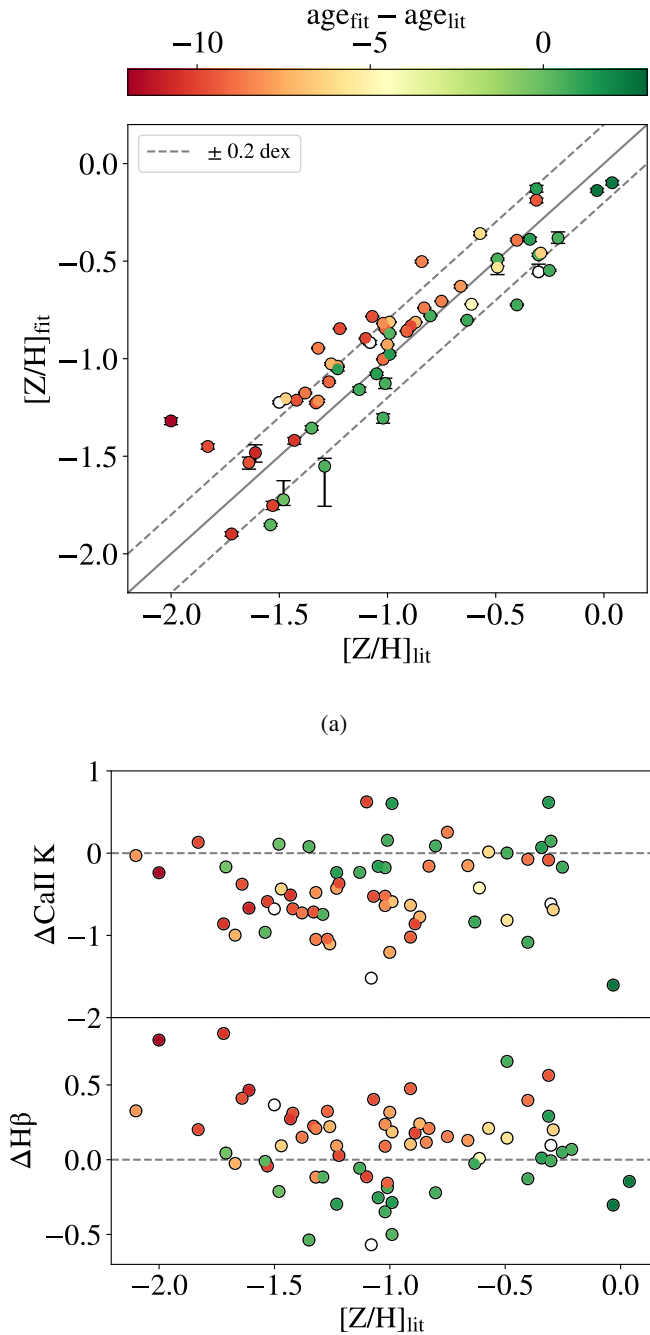 age_fit − age_lit
−10 −5 0
± 0.2 dex
0.0
−0.5
−1.0
−1.5
−2.0
[Z/H]_fit
−2.0 −1.5 −1.0 −0.5 0.0
[Z/H]_lit
(a)
1
0
−1
−2
ΔCaII K
0.5
0.0
−0.5
ΔHβ
−2.0 −1.5 −1.0 −0.5 0.0
[Z/H]_lit